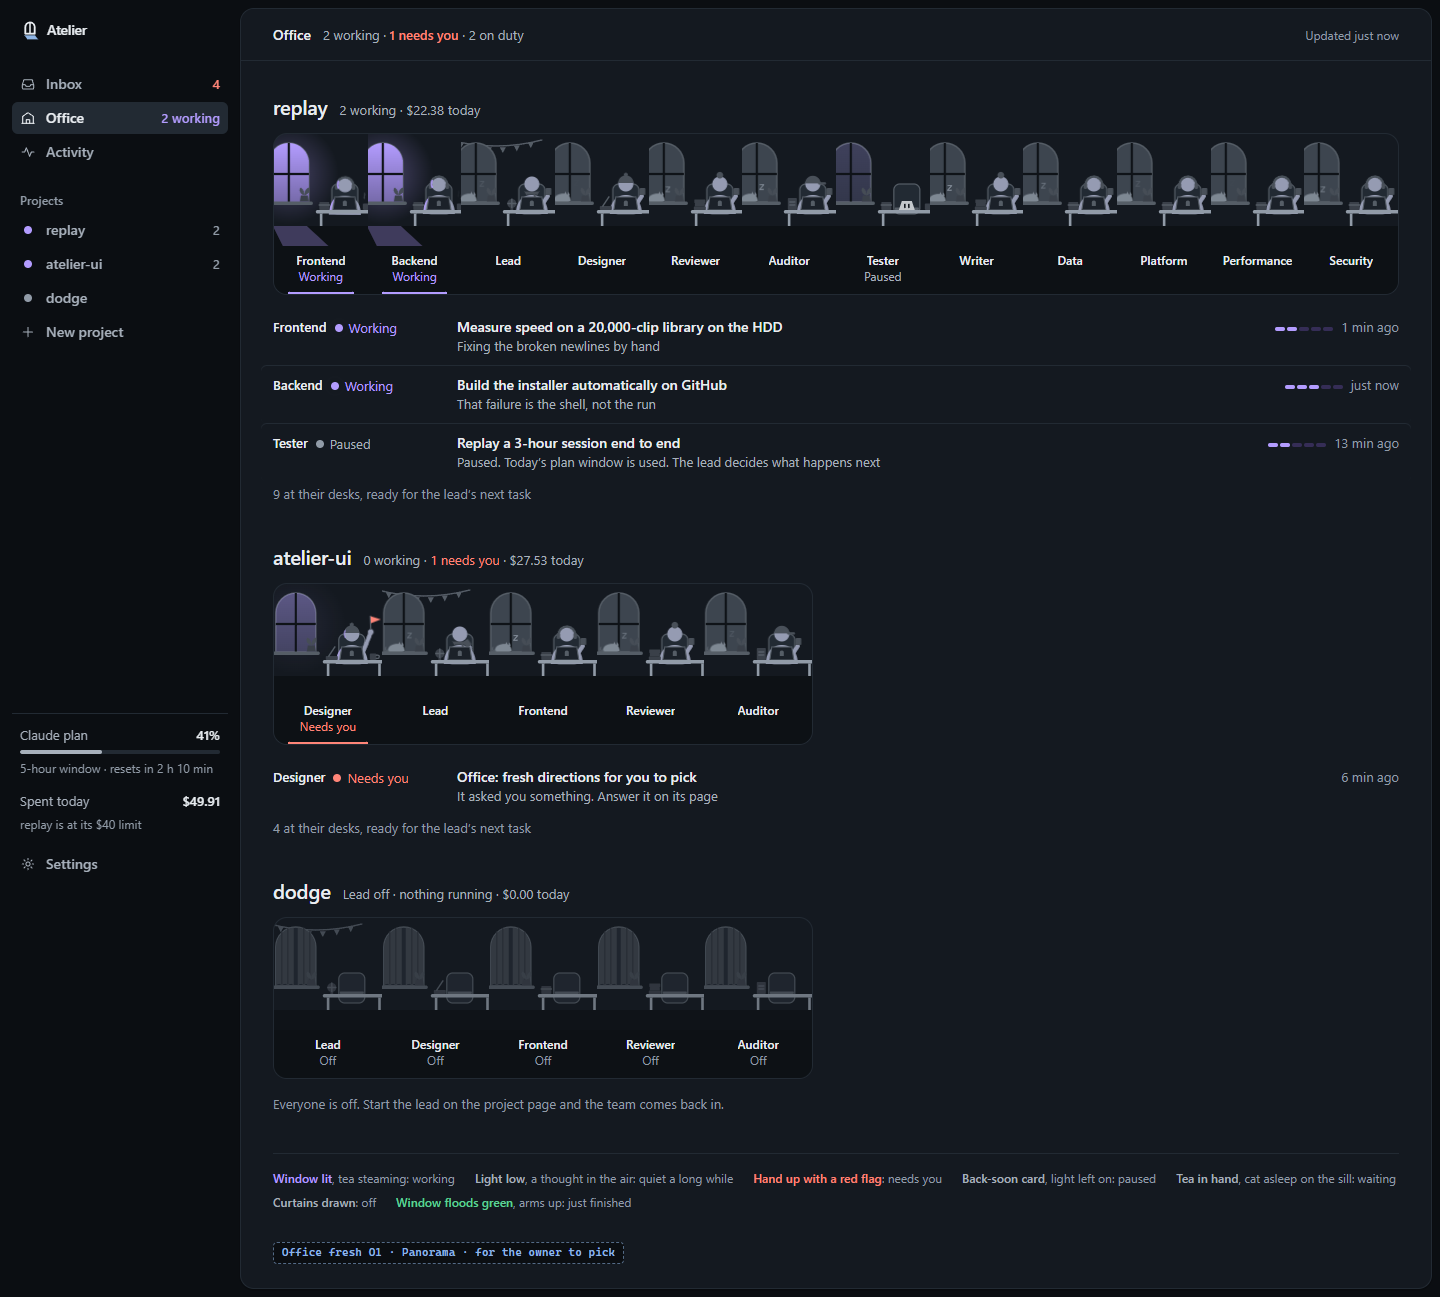 Atelier
Inbox 4
Office 2 working
Activity
Projects
replay 2
atelier-ui 2
dodge
New project
Claude plan 41%
5-hour window · resets in 2 h 10 min
Spent today $49.91
replay is at its $40 limit
Settings
Office 2 working · 1 needs you · 2 on duty
Updated just now
replay 2 working · $22.38 today
z z z z z z z z z
Frontend Backend Lead Designer Reviewer Auditor Tester Writer Data Platform Performance Security
Working Working Paused
Frontend Working Measure speed on a 20,000-clip library on the HDD 1 min ago
Fixing the broken newlines by hand
Backend Working Build the installer automatically on GitHub just now
That failure is the shell, not the run
Tester Paused Replay a 3-hour session end to end 13 min ago
Paused. Today's plan window is used. The lead decides what happens next
9 at their desks, ready for the lead's next task
atelier-ui 0 working · 1 needs you · $27.53 today
Designer Lead Frontend Reviewer Auditor
Needs you
Designer Needs you Office: fresh directions for you to pick 6 min ago
It asked you something. Answer it on its page
4 at their desks, ready for the lead's next task
dodge Lead off · nothing running · $0.00 today
Lead Designer Frontend Reviewer Auditor
Off Off Off Off Off
Everyone is off. Start the lead on the project page and the team comes back in.
Window lit, tea steaming: working Light low, a thought in the air: quiet a long while Hand up with a red flag: needs you Back-soon card, light left on: paused Tea in hand, cat asleep on the sill: waiting
Curtains drawn: off Window floods green, arms up: just finished
Office fresh O1 · Panorama · for the owner to pick